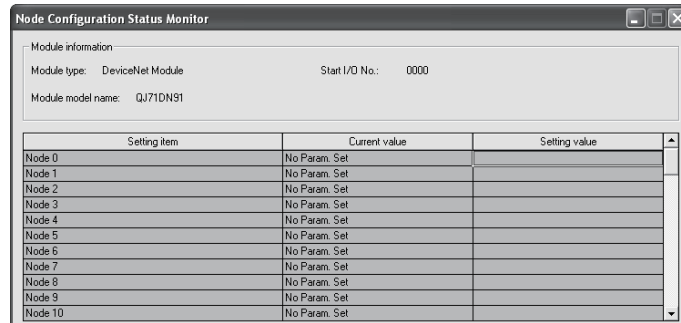 Node Configuration Status Monitor
Module information
Module type: DeviceNet Module Start I/O No.: 0000
Module model name: QJ71DN91
Setting item Current value Setting value
Node 0 No Param. Set
Node 1 No Param. Set
Node 2 No Param. Set
Node 3 No Param. Set
Node 4 No Param. Set
Node 5 No Param. Set
Node 6 No Param. Set
Node 7 No Param. Set
Node 8 No Param. Set
Node 9 No Param. Set
Node 10 No Param. Set